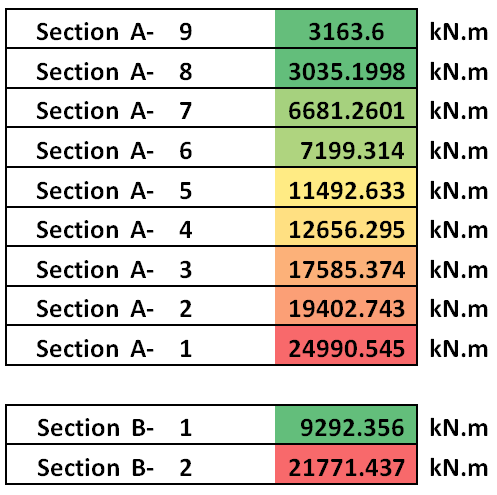 Section A- 9 3163.6 kN.m
Section A- 8 3035.1998 kN.m
Section A- 7 6681.2601 kN.m
Section A- 6 7199.314 kN.m
Section A- 5 11492.633 kN.m
Section A- 4 12656.295 kN.m
Section A- 3 17585.374 kN.m
Section A- 2 19402.743 kN.m
Section A- 1 24990.545 kN.m
Section B- 1 9292.356 kN.m
Section B- 2 21771.437 kN.m